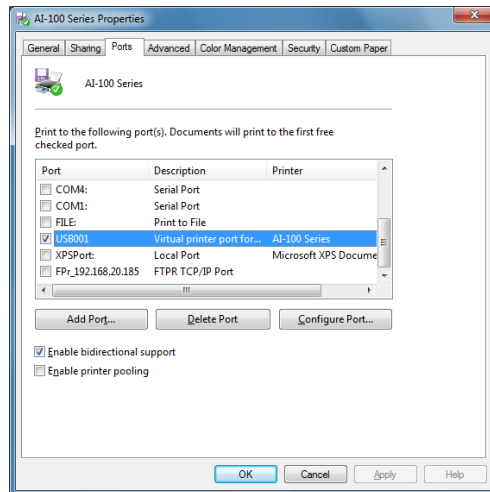 AI-100 Series Properties
General Sharing Ports Advanced Color Management Security Custom Paper
AI-100 Series
Print to the following port(s). Documents will print to the first free
checked port.
Port Description Printer
COM4: Serial Port
COM1: Serial Port
FILE: Print to File
USB001 Virtual printer port for... AI-100 Series
XPSPort: Local Port Microsoft XPS Docume
FPr_192.168.20.185 FTPR TCP/IP Port
Add Port... Delete Port Configure Port...
Enable bidirectional support
Enable printer pooling
OK Cancel Apply Help